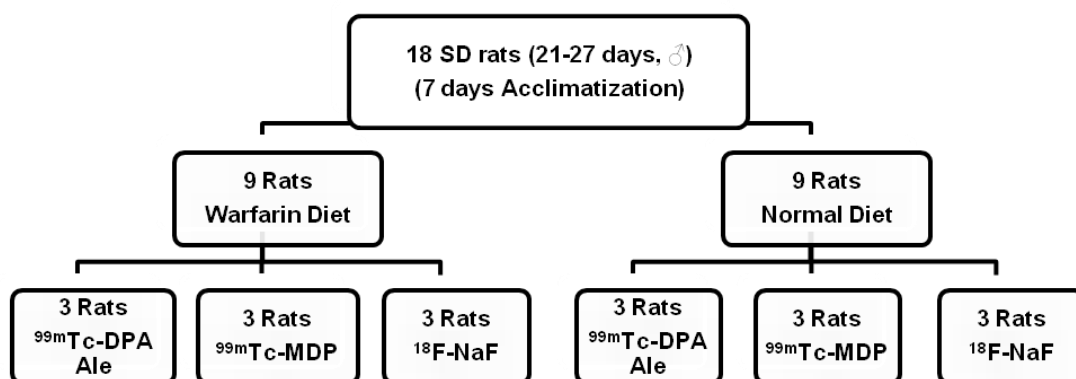 18 SD rats (21-27 days, ♂)
(7 days Acclimatization)
9 Rats
Warfarin Diet
9 Rats
Normal Diet
3 Rats
⁹⁹ᵐTc-DPA
Ale
3 Rats
⁹⁹ᵐTc-MDP
3 Rats
¹⁸F-NaF
3 Rats
⁹⁹ᵐTc-DPA
Ale
3 Rats
⁹⁹ᵐTc-MDP
3 Rats
¹⁸F-NaF